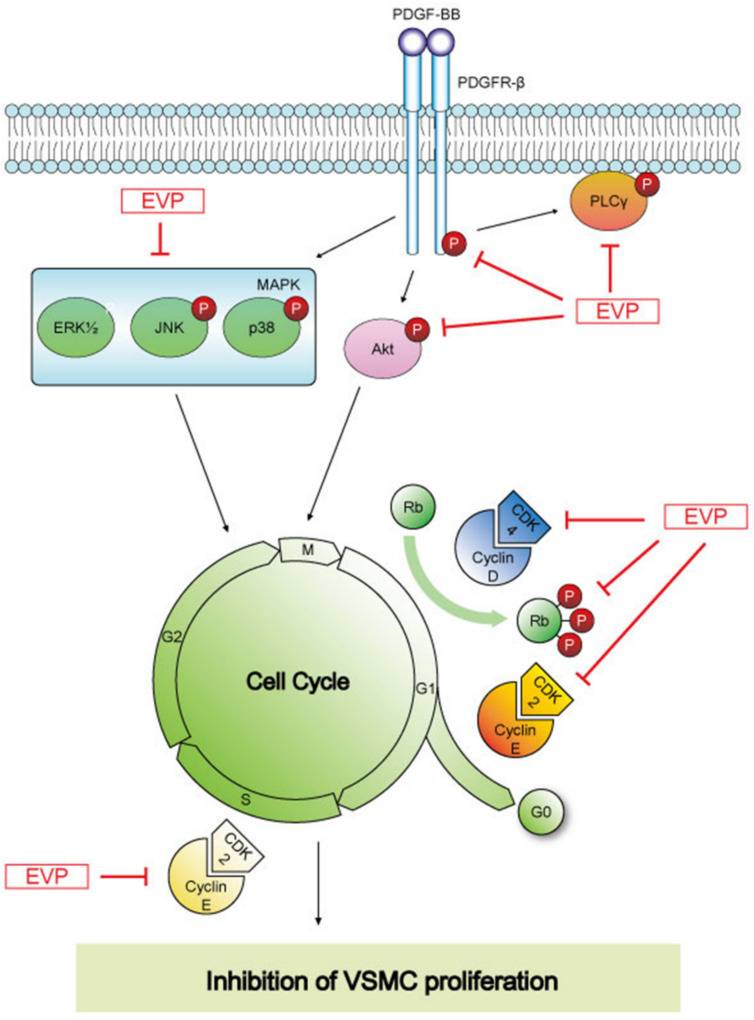 PDGF-BB
PDGFR-β
EVP
P
PLCγ
P
MAPK
EVP
ERK½
JNK
P
p38
P
Akt
P
Rb
CDK
4
Cyclin
D
EVP
M
P
Rb
P
P
G2
Cell Cycle
G1
CDK
2
Cyclin
E
S
G0
CDK
2
EVP
Cyclin
E
Inhibition of VSMC proliferation